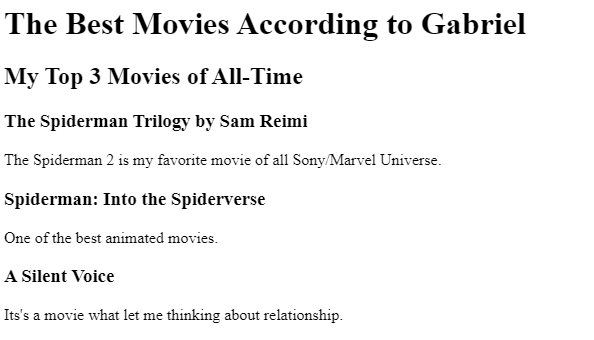 The Best Movies According to Gabriel
My Top 3 Movies of All-Time
The Spiderman Trilogy by Sam Reimi
The Spiderman 2 is my favorite movie of all Sony/Marvel Universe.
Spiderman: Into the Spiderverse
One of the best animated movies.
A Silent Voice
Its's a movie what let me thinking about relationship.